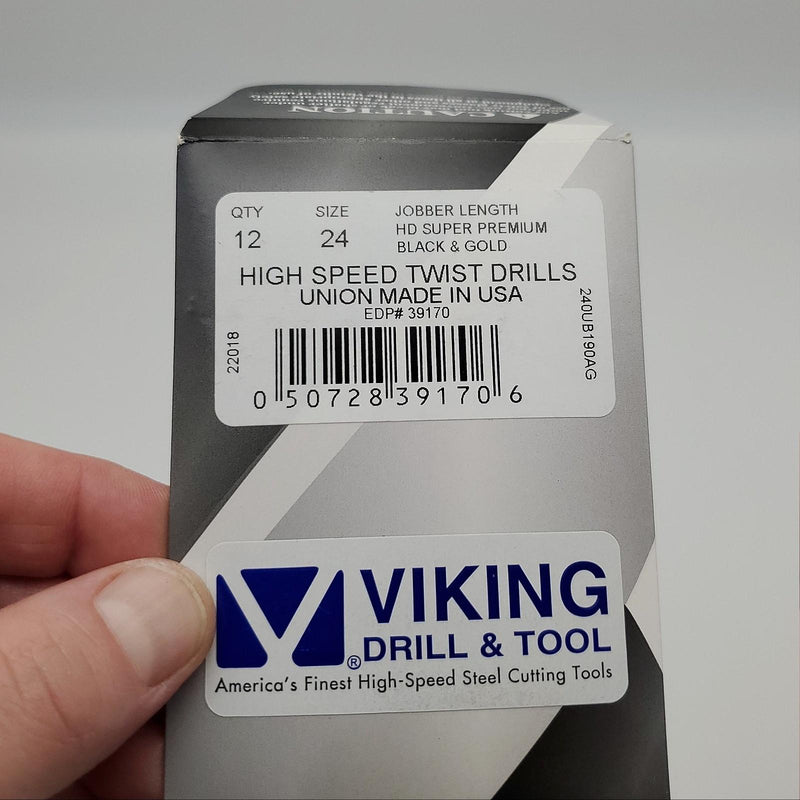 ⚠ CAUTION
QTY SIZE JOBBER LENGTH
12 24 HD SUPER PREMIUM
BLACK & GOLD
HIGH SPEED TWIST DRILLS
UNION MADE IN USA
EDP# 39170
22018
240UB190AG
0 50728 39170 6
VIKING
DRILL & TOOL
®
America's Finest High-Speed Steel Cutting Tools